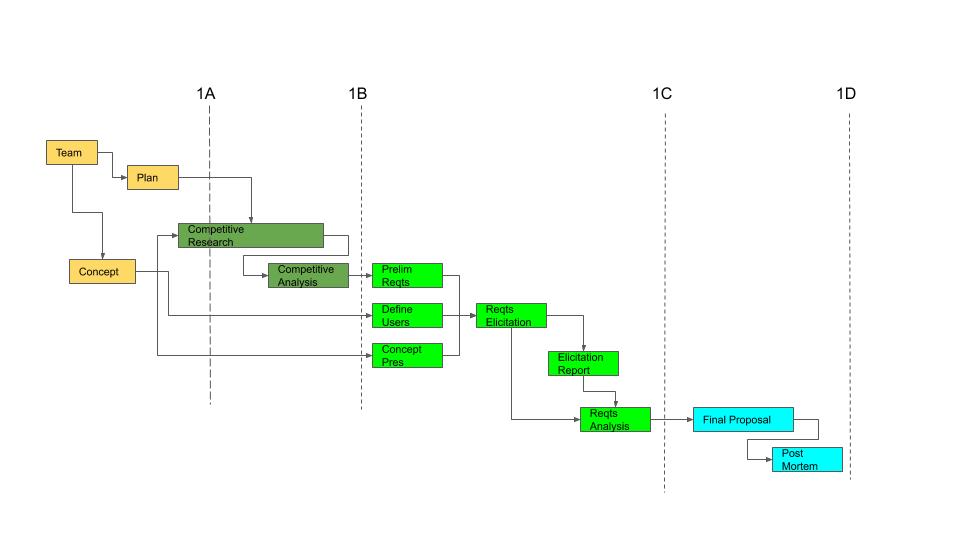 1A
1B
1C
1D
Team
Plan
Competitive
Research
Concept
Competitive
Analysis
Prelim
Reqts
Define
Users
Reqts
Elicitation
Concept
Pres
Elicitation
Report
Reqts
Analysis
Final Proposal
Post
Mortem